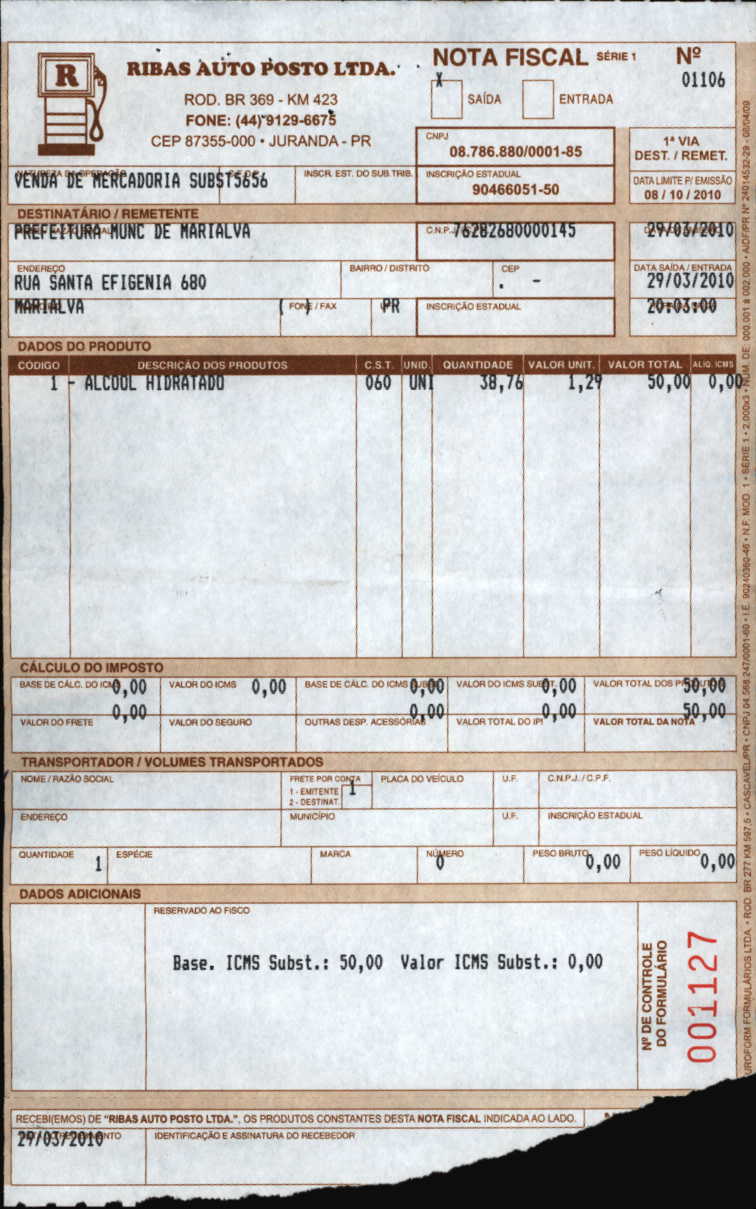 R
RIBAS AUTO POSTO LTDA.
ROD. BR 369 - KM 423
FONE: (44) 9129-6675
CEP 87355-000 • JURANDA - PR
NOTA FISCAL SÉRIE 1
Nº
01106
X
SAÍDA
ENTRADA
CNPJ
08.786.880/0001-85
1ª VIA
DEST. / REMET.
NATUREZA DA OPERAÇÃO
VENDA DE MERCADORIA SUBST5656
INSCR. EST. DO SUB.TRIB.
INSCRIÇÃO ESTADUAL
90466051-50
DATA LIMITE P/ EMISSÃO
08 / 10 / 2010
DESTINATÁRIO / REMETENTE
PREFEITURA MUNC DE MARIALVA
C.N.P.J.
76282680000145
29/03/2010
ENDEREÇO
RUA SANTA EFIGENIA 680
BAIRRO / DISTRITO
CEP
. -
DATA SAÍDA / ENTRADA
29/03/2010
MARIALVA
( )
FONE / FAX
PR
INSCRIÇÃO ESTADUAL
20:03:00
DADOS DO PRODUTO
CÓDIGO DESCRIÇÃO DOS PRODUTOS C.S.T. UNID. QUANTIDADE VALOR UNIT. VALOR TOTAL ALÍQ. ICMS
1 - ALCOOL HIDRATADO 060 UNI 38,76 1,29 50,00 0,00
CÁLCULO DO IMPOSTO
BASE DE CÁLC. DO ICMS 0,00 VALOR DO ICMS 0,00 BASE DE CÁLC. DO ICMS SUBST. 0,00 VALOR DO ICMS SUBST. 0,00 VALOR TOTAL DOS PRODUTOS 50,00
VALOR DO FRETE 0,00 VALOR DO SEGURO OUTRAS DESP. ACESSÓRIAS 0,00 VALOR TOTAL DO IPI 0,00 VALOR TOTAL DA NOTA 50,00
TRANSPORTADOR / VOLUMES TRANSPORTADOS
NOME / RAZÃO SOCIAL
FRETE POR CONTA
1 - EMITENTE
2 - DESTINAT.
1
PLACA DO VEÍCULO
U.F.
C.N.P.J. / C.P.F.
ENDEREÇO
MUNICÍPIO
U.F.
INSCRIÇÃO ESTADUAL
QUANTIDADE 1 ESPÉCIE MARCA NÚMERO 0 PESO BRUTO 0,00 PESO LÍQUIDO 0,00
DADOS ADICIONAIS
RESERVADO AO FISCO
Base. ICMS Subst.: 50,00 Valor ICMS Subst.: 0,00
Nº DE CONTROLE
DO FORMULÁRIO
001127
RECEBI(EMOS) DE "RIBAS AUTO POSTO LTDA.", OS PRODUTOS CONSTANTES DESTA NOTA FISCAL INDICADA AO LADO.
29/03/2010
IDENTIFICAÇÃO E ASSINATURA DO RECEBEDOR